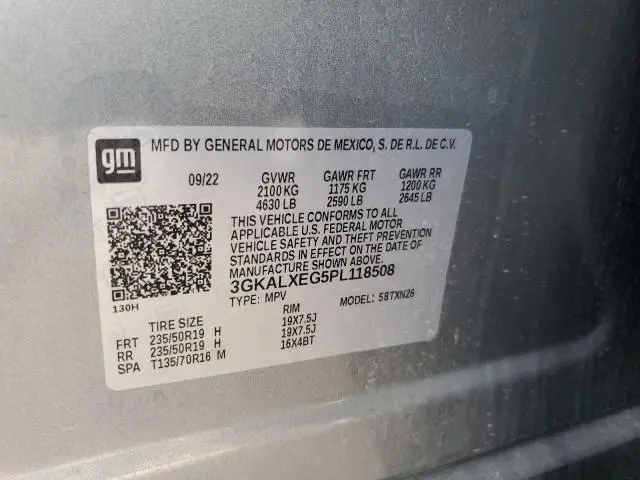 gm
MFD BY GENERAL MOTORS DE MEXICO, S. DE R.L. DE C.V.
09/22 GVWR GAWR FRT GAWR RR
2100 KG 1175 KG 1200 KG
4630 LB 2590 LB 2645 LB
THIS VEHICLE CONFORMS TO ALL
APPLICABLE U.S. FEDERAL MOTOR
VEHICLE SAFETY AND THEFT PREVENTION
STANDARDS IN EFFECT ON THE DATE OF
MANUFACTURE SHOWN ABOVE.
3GKALXEG5PL118508
130H
TYPE: MPV MODEL: 58TXN26
TIRE SIZE RIM
FRT 235/50R19 H 19X7.5J
RR 235/50R19 H 19X7.5J
SPA T135/70R16 M 16X4BT